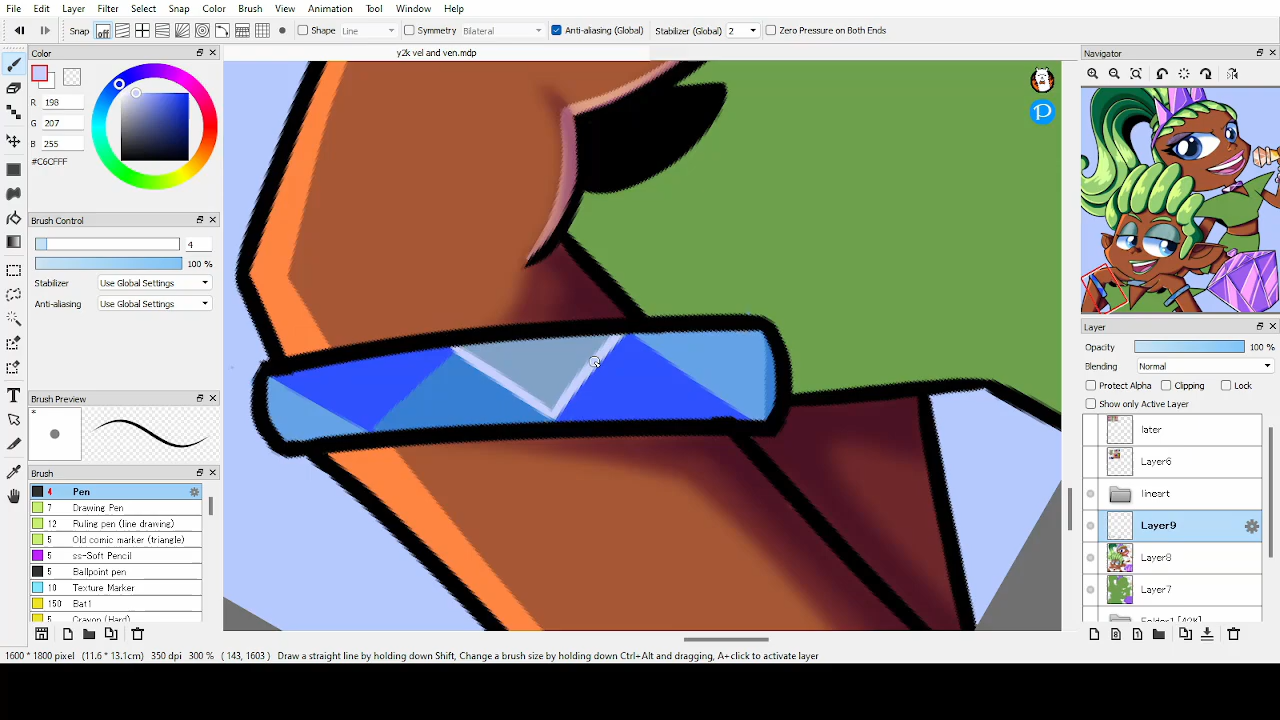 File Edit Layer Filter Select Snap Color Brush View Animation Tool Window Help
Snap off Shape Line Symmetry Bilateral Symmetry Anti-aliasing (Global) Stabilizer (Global) 2 Zero Pressure on Both Ends
Color
y2k vel and ven.mdp
Navigator
R 198
G 207
B 255
#C6CFFF
P
Brush Control
4
100 %
Stabilizer Use Global Settings
Anti-aliasing Use Global Settings
Layer
Opacity 100 %
Blending Normal
Protect Alpha Clipping Lock
Show only Active Layer
later
Layer6
lineart
Layer9
Layer8
Layer7
Brush Preview
Brush
4 Pen
7 Drawing Pen
12 Ruling pen (line drawing)
5 Old comic marker (triangle)
5 ss-Soft Pencil
5 Ballpoint pen
10 Texture Marker
150 Bat1
1600 * 1800 pixel (11.6 * 13.1cm) 350 dpi 300 % ( 143, 1603 ) Draw a straight line by holding down Shift, Change a brush size by holding down Ctrl+Alt and dragging, A+click to activate layer